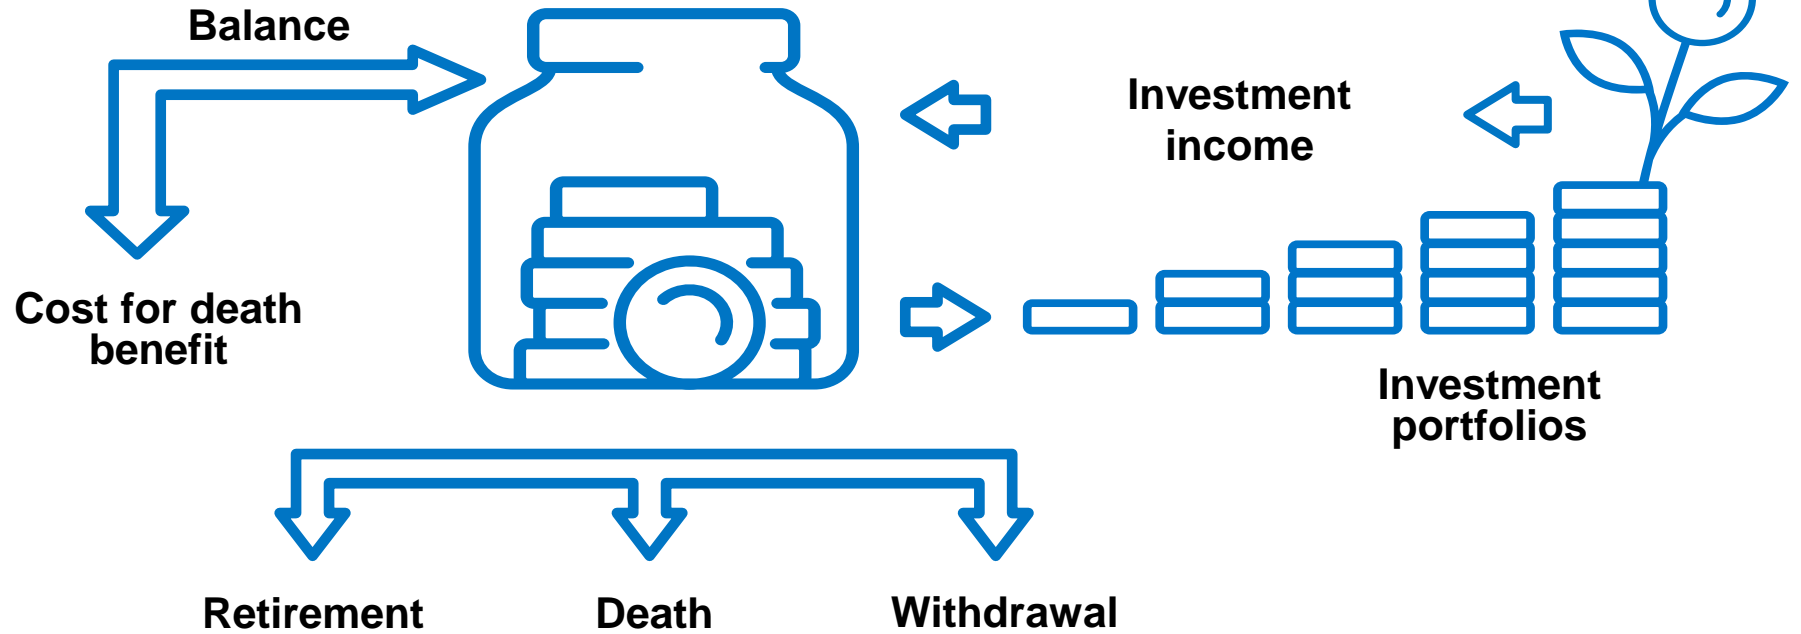 Balance
Investment
income
Cost for death
benefit
Investment
portfolios
Retirement
Death
Withdrawal